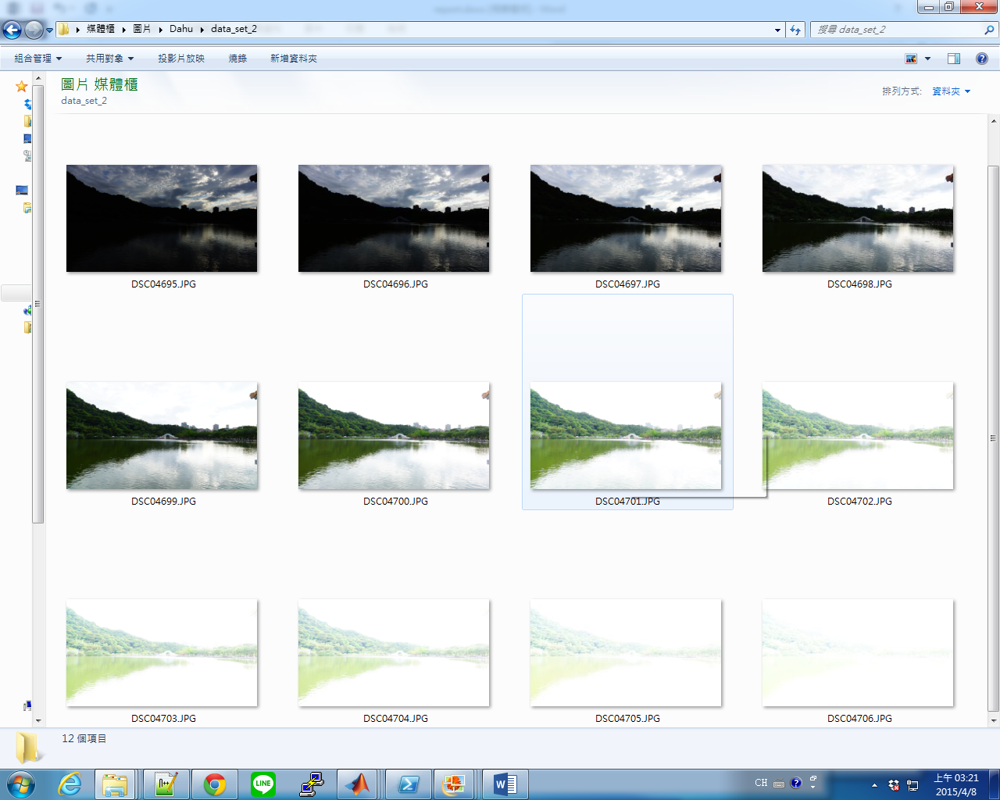 媒體櫃 圖片 Dahu data_set_2
搜尋 data_set_2
組合管理 共用對象 投影片放映 燒錄 新增資料夾
圖片 媒體櫃
data_set_2
排列方式: 資料夾
DSC04695.JPG DSC04696.JPG DSC04697.JPG DSC04698.JPG
DSC04699.JPG DSC04700.JPG DSC04701.JPG DSC04702.JPG
DSC04703.JPG DSC04704.JPG DSC04705.JPG DSC04706.JPG
12 個項目
LINE
CH
上午 03:21
2015/4/8